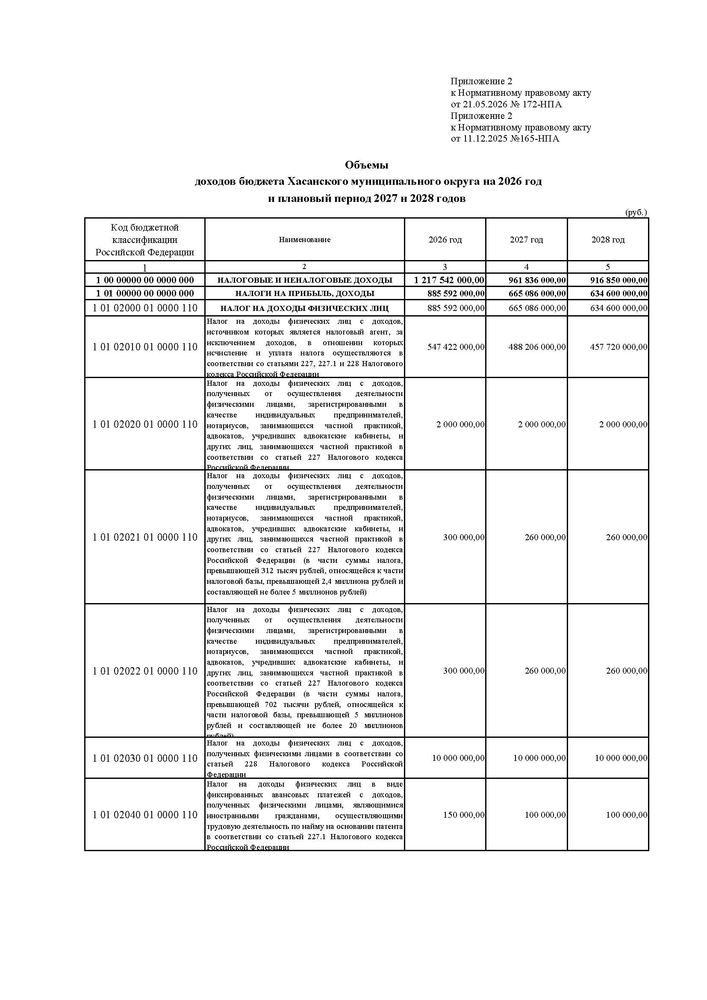 Приложение 2
к Нормативному правовому акту
от 21.05.2026 № 172-НПА
Приложение 2
к Нормативному правовому акту
от 11.12.2025 №165-НПА
Объемы
доходов бюджета Хасанского муниципального округа на 2026 год
и плановый период 2027 и 2028 годов
(руб.)
Код бюджетной
классификации
Российской Федерации
Наименование
2026 год
2027 год
2028 год
1
2
3
4
5
1 00 00000 00 0000 000
НАЛОГОВЫЕ И НЕНАЛОГОВЫЕ ДОХОДЫ
1 217 542 000,00
961 836 000,00
916 850 000,00
1 01 00000 00 0000 000
НАЛОГИ НА ПРИБЫЛЬ, ДОХОДЫ
885 592 000,00
665 086 000,00
634 600 000,00
1 01 02000 01 0000 110
НАЛОГ НА ДОХОДЫ ФИЗИЧЕСКИХ ЛИЦ
885 592 000,00
665 086 000,00
634 600 000,00
1 01 02010 01 0000 110
Налог на доходы физических лиц с доходов,
источником которых является налоговый агент, за
исключением доходов, в отношении которых
исчисление и уплата налога осуществляются в
соответствии со статьями 227, 227.1 и 228 Налогового
кодекса Российской Федерации
547 422 000,00
488 206 000,00
457 720 000,00
1 01 02020 01 0000 110
Налог на доходы физических лиц с доходов,
полученных от осуществления деятельности
физическими лицами, зарегистрированными в
качестве индивидуальных предпринимателей,
нотариусов, занимающихся частной практикой,
адвокатов, учредивших адвокатские кабинеты, и
других лиц, занимающихся частной практикой в
соответствии со статьей 227 Налогового кодекса
Российской Федерации
2 000 000,00
2 000 000,00
2 000 000,00
1 01 02021 01 0000 110
Налог на доходы физических лиц с доходов,
полученных от осуществления деятельности
физическими лицами, зарегистрированными в
качестве индивидуальных предпринимателей,
нотариусов, занимающихся частной практикой,
адвокатов, учредивших адвокатские кабинеты, и
других лиц, занимающихся частной практикой в
соответствии со статьей 227 Налогового кодекса
Российской Федерации (в части суммы налога,
превышающей 312 тысяч рублей, относящейся к части
налоговой базы, превышающей 2,4 миллиона рублей и
составляющей не более 5 миллионов рублей)
300 000,00
260 000,00
260 000,00
1 01 02022 01 0000 110
Налог на доходы физических лиц с доходов,
полученных от осуществления деятельности
физическими лицами, зарегистрированными в
качестве индивидуальных предпринимателей,
нотариусов, занимающихся частной практикой,
адвокатов, учредивших адвокатские кабинеты, и
других лиц, занимающихся частной практикой в
соответствии со статьей 227 Налогового кодекса
Российской Федерации (в части суммы налога,
превышающей 702 тысячи рублей, относящейся к
части налоговой базы, превышающей 5 миллионов
рублей и составляющей не более 20 миллионов
рублей)
300 000,00
260 000,00
260 000,00
1 01 02030 01 0000 110
Налог на доходы физических лиц с доходов,
полученных физическими лицами в соответствии со
статьей 228 Налогового кодекса Российской
Федерации
10 000 000,00
10 000 000,00
10 000 000,00
1 01 02040 01 0000 110
Налог на доходы физических лиц в виде
фиксированных авансовых платежей с доходов,
полученных физическими лицами, являющимися
иностранными гражданами, осуществляющими
трудовую деятельность по найму на основании патента
в соответствии со статьей 227.1 Налогового кодекса
Российской Федерации
150 000,00
100 000,00
100 000,00